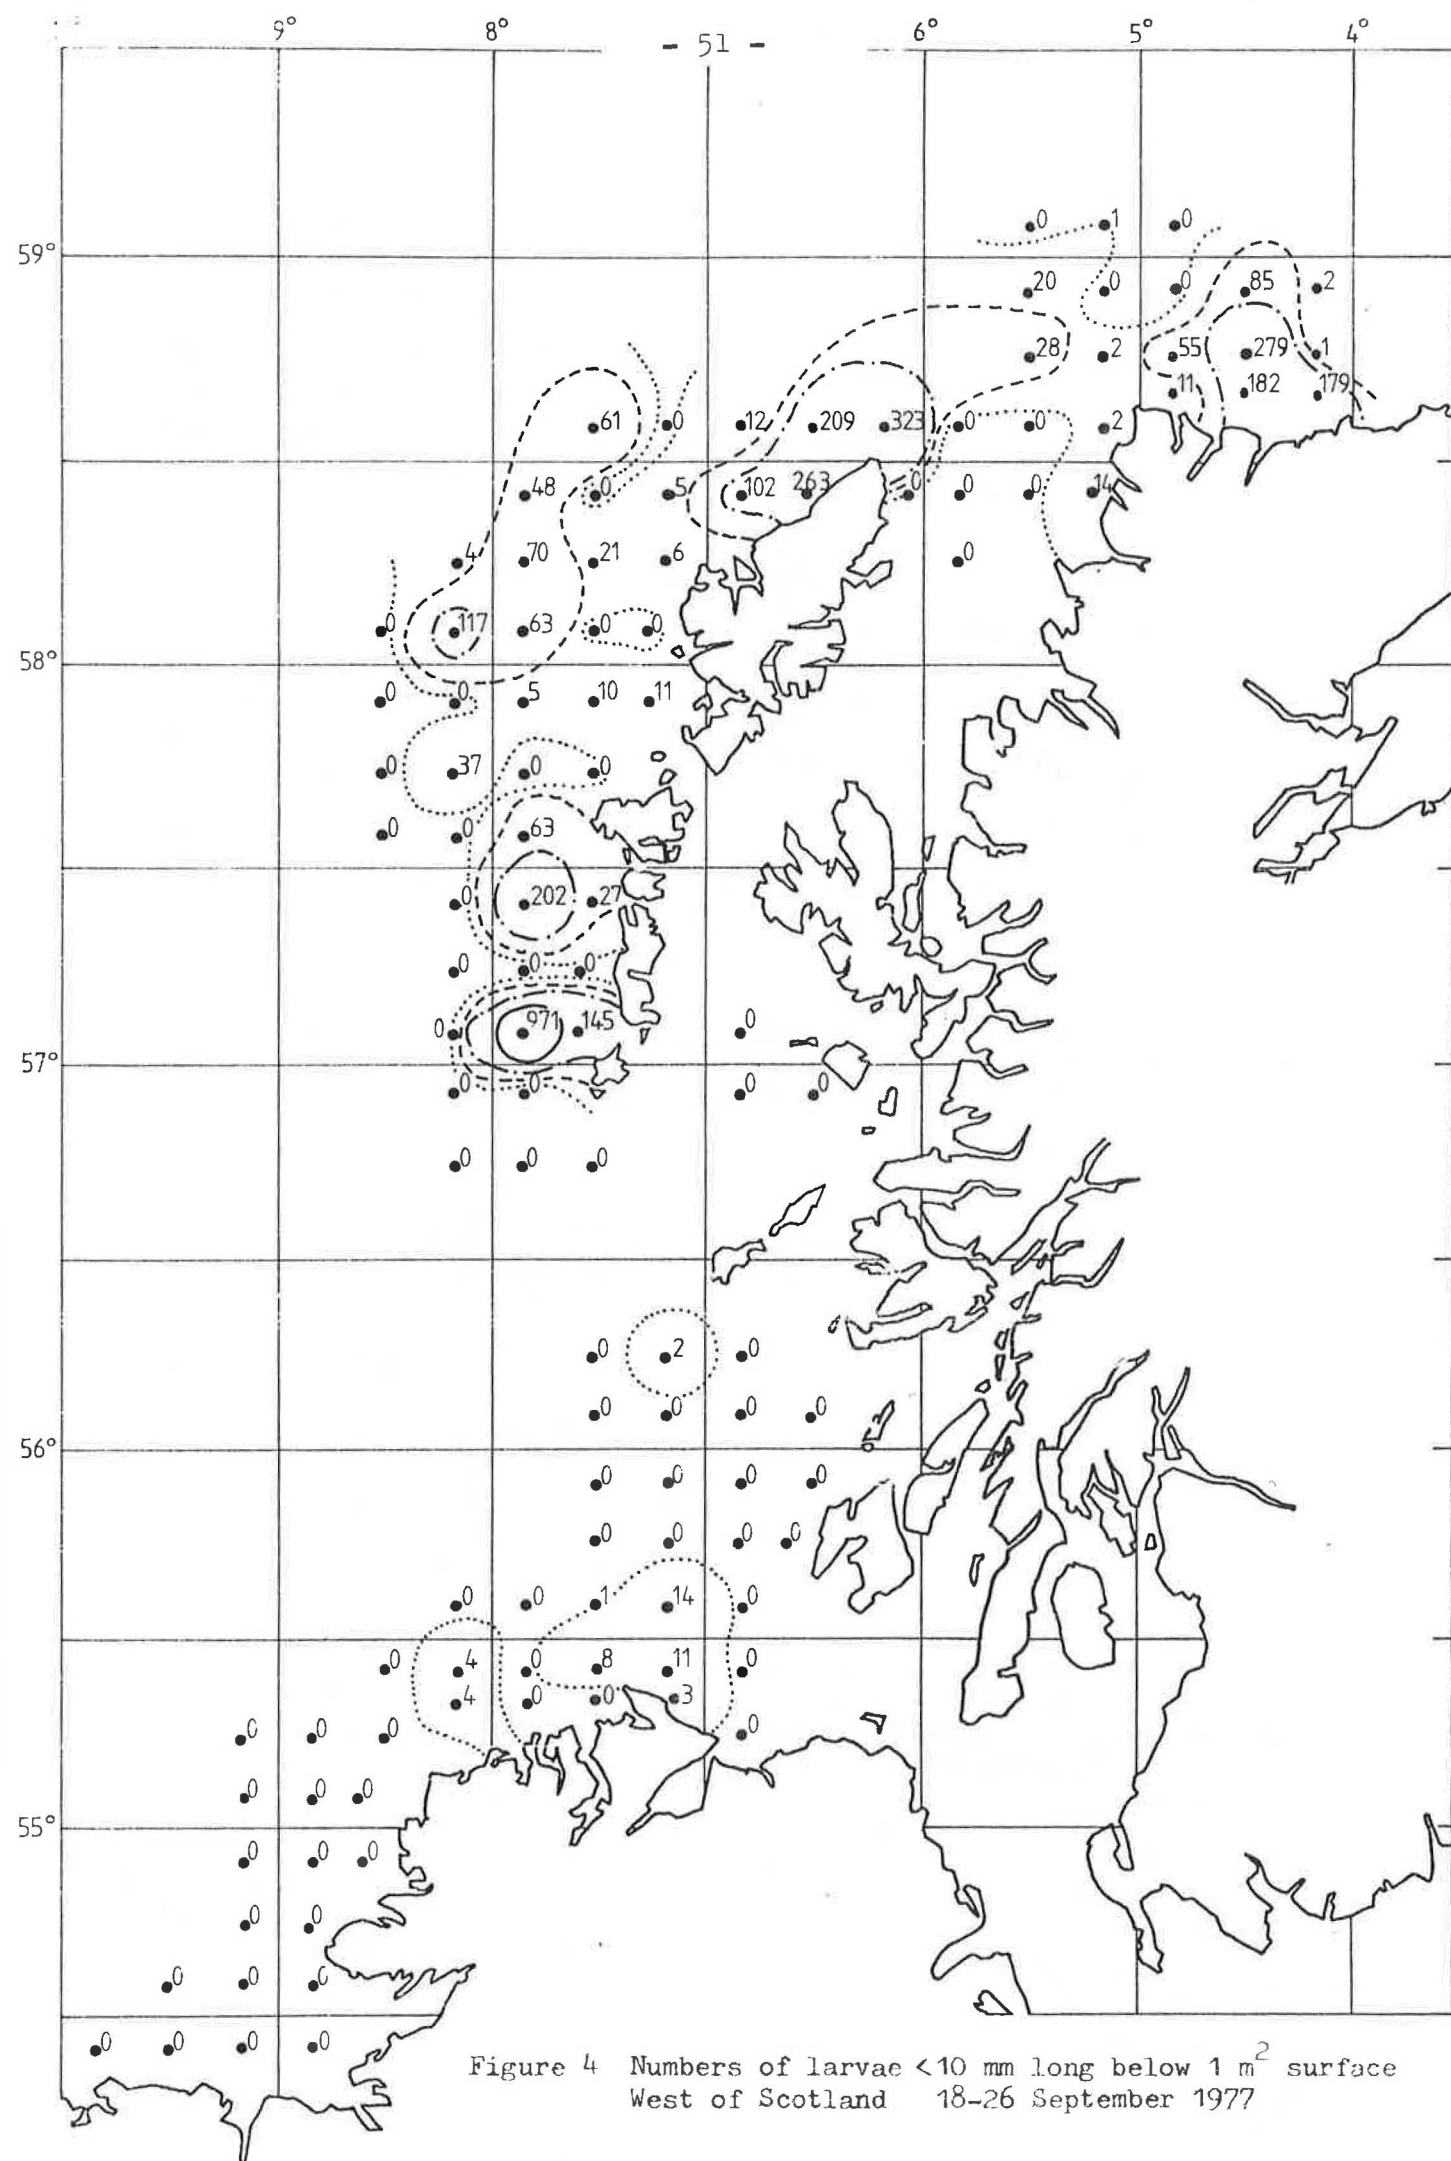 9° 8° - 51 - 6° 5° 4°
0 1 0
59°
20 0 0 85 2
28 2 55 279 1
11 182 179
61 0 12 209 323 0 0 2
48 0 5 102 263 0 0 0 14
4 70 21 6 0
0 117 63 0 0
58°
0 0 5 10 11
0 37 0 0
0 0 63
0 202 27
0 0 0
0 971 145 0
57°
0 0 0 0
0 0 0
0 2 0
0 0 0 0
56°
0 0 0 0
0 0 0 0
0 0 1 14 0
0 4 0 8 11 0
4 0 0 3
0 0 0 0
0 0 0
55°
0 0 0
0 0
0 0 0
0 0 0 0
Figure 4 Numbers of larvae <10 mm long below 1 m² surface
West of Scotland 18-26 September 1977